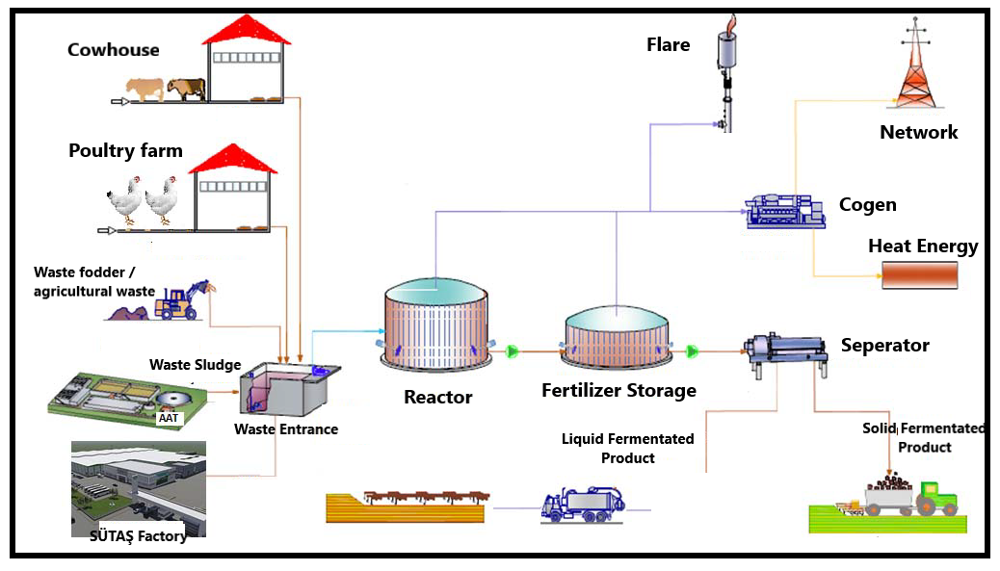 Cowhouse
Flare
Network
Poultry farm
Cogen
Heat Energy
Waste fodder /
agricultural waste
Waste Sludge
Seperator
AAT
Reactor
Fertilizer Storage
Waste Entrance
Liquid Fermentated
Product
Solid Fermentated
Product
SÜTAŞ Factory